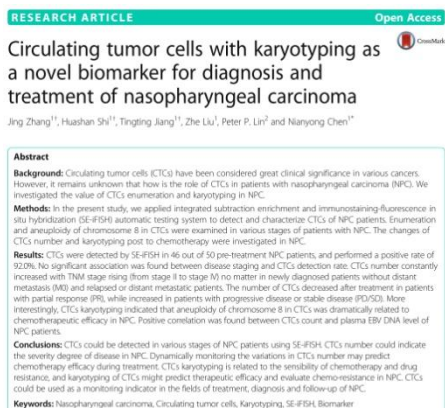 RESEARCH ARTICLE
Open Access
CrossMark
Circulating tumor cells with karyotyping as
a novel biomarker for diagnosis and
treatment of nasopharyngeal carcinoma
Jing Zhang1†, Huashan Shi1†, Tingting Jiang1†, Zhe Liu1, Peter P. Lin2 and Nianyong Chen1*
Abstract
Background: Circulating tumor cells (CTCs) have been considered great clinical significance in various cancers.
However, it remains unknown that how is the role of CTCs in patients with nasopharyngeal carcinoma (NPC). We
investigated the value of CTCs enumeration and karyotyping in NPC.
Methods: In the present study, we applied integrated subtraction enrichment and immunostaining-fluorescence in
situ hybridization (SE-iFISH) automatic testing system to detect and characterize CTCs of NPC patients. Enumeration
and aneuploidy of chromosome 8 in CTCs were examined in various stages of patients with NPC. The changes of
CTCs number and karyotyping post to chemotherapy were investigated in NPC.
Results: CTCs were detected by SE-iFISH in 46 out of 50 pre-treatment NPC patients, and performed a positive rate of
92.0%. No significant association was found between disease staging and CTCs detection rate. CTCs number constantly
increased with TNM stage rising (from stage II to stage IV) no matter in newly diagnosed patients without distant
metastasis (M0) and relapsed or distant metastatic patients. The number of CTCs decreased after treatment in patients
with partial response (PR), while increased in patients with progressive disease or stable disease (PD/SD). More
interestingly, CTCs karyotyping indicated that aneuploidy of chromosome 8 in CTCs was dramatically related to
chemotherapeutic efficacy in NPC. Positive correlation was found between CTCs count and plasma EBV DNA level of
NPC patients.
Conclusions: CTCs could be detected in various stages of NPC patients using SE-iFISH. CTCs number could indicate
the severity degree of disease in NPC. Dynamically monitoring the variations in CTCs number may predict
chemotherapy efficacy during treatment. CTCs karyotyping is related to the sensibility of chemotherapy and drug
resistance, and karyotyping of CTCs might predict therapeutic efficacy and evaluate chemo-resistance in NPC. CTCs
could be used as a monitoring indicator in the fields of treatment, diagnosis and follow-up of NPC.
Keywords: Nasopharyngeal carcinoma, Circulating tumor cells, Karyotyping, SE-iFISH, Biomarker